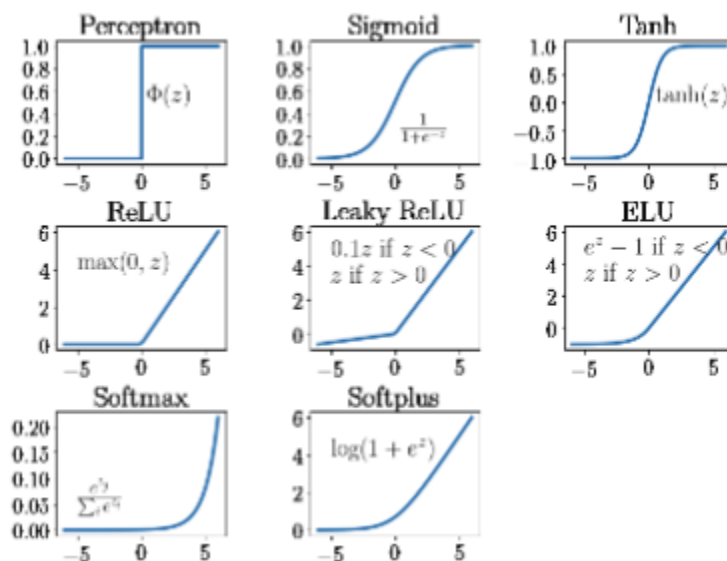 Perceptron
1.0
0.8
0.6
0.4
0.2
0.0
Φ(z)
−5 0 5
Sigmoid
1.0
0.8
0.6
0.4
0.2
0.0
1/(1+e^{−z})
−5 0 5
Tanh
1.0
0.5
0.0
−0.5
−1.0
tanh(z)
−5 0 5
ReLU
6
4
2
0
max(0, z)
−5 0 5
Leaky ReLU
6
4
2
0
0.1z if z < 0
z if z > 0
−5 0 5
ELU
6
4
2
0
e^z − 1 if z < 0
z if z > 0
−5 0 5
Softmax
0.20
0.15
0.10
0.05
0.00
−5 0 5
Softplus
6
4
2
0
log(1 + e^z)
−5 0 5